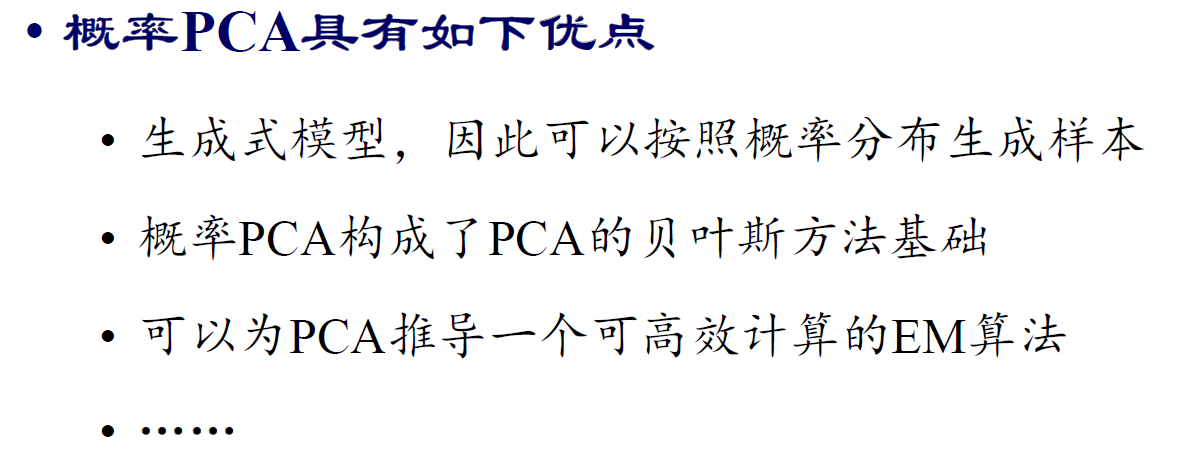 • 概率PCA具有如下优点
• 生成式模型，因此可以按照概率分布生成样本
• 概率PCA构成了PCA的贝叶斯方法基础
• 可以为PCA推导一个可高效计算的EM算法
• ……